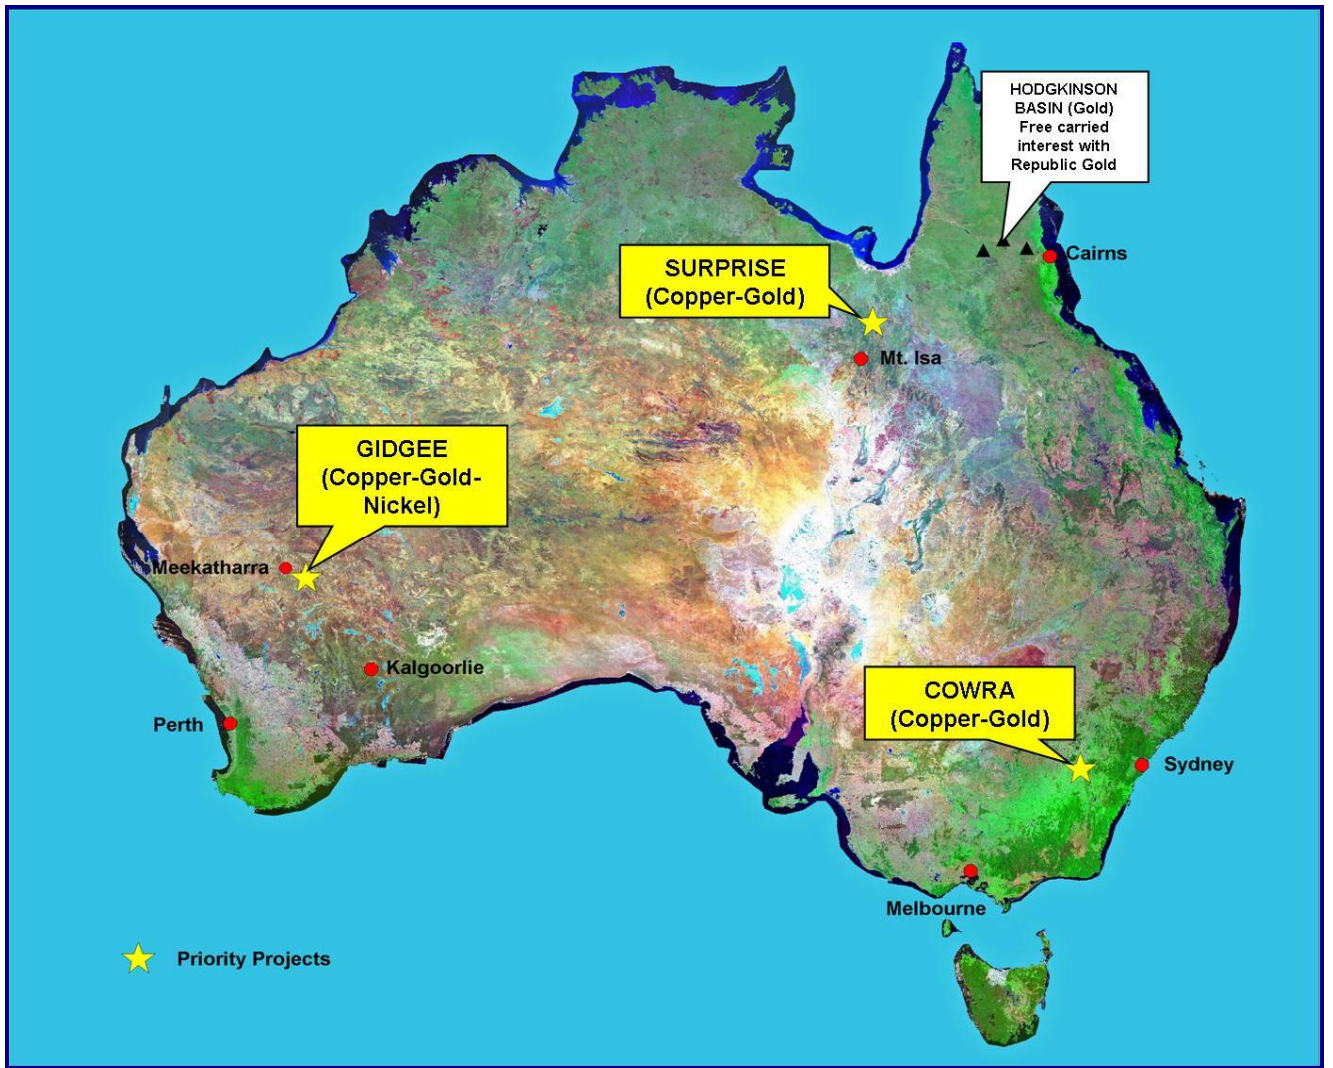 HODGKINSON
BASIN (Gold)
Free carried
interest with
Republic Gold
Cairns
SURPRISE
(Copper-Gold)
Mt. Isa
GIDGEE
(Copper-Gold-
Nickel)
Meekatharra
Kalgoorlie
Perth
COWRA
(Copper-Gold)
Sydney
Melbourne
Priority Projects